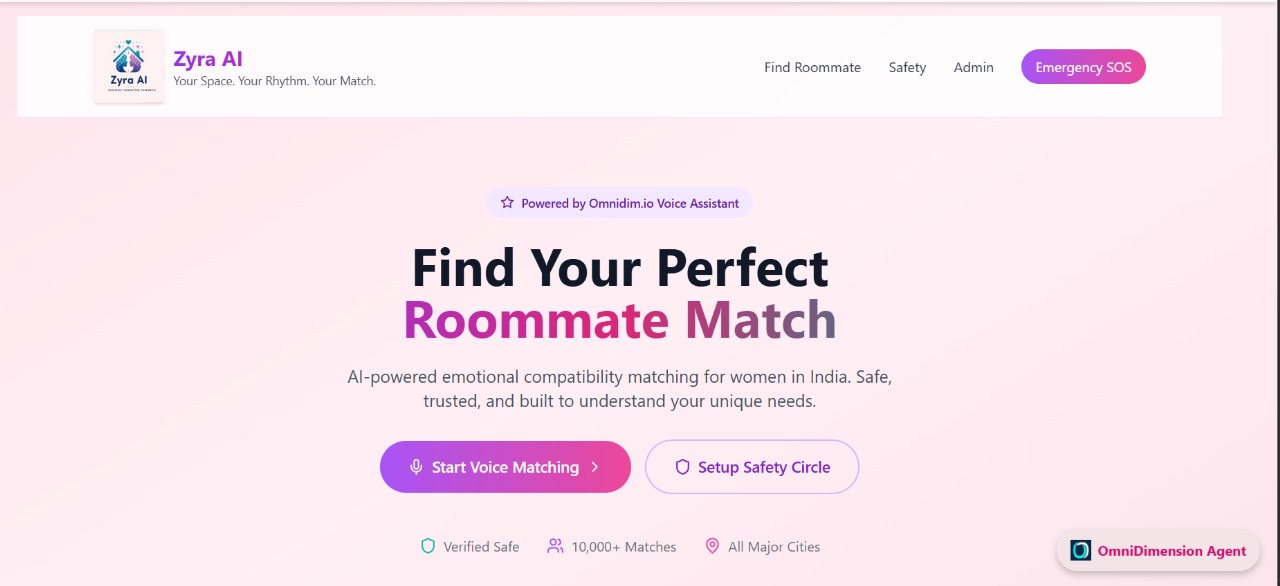 Zyra AI
Zyra AI
Your Space. Your Rhythm. Your Match.
Find Roommate
Safety
Admin
Emergency SOS
Powered by Omnidim.io Voice Assistant
Find Your Perfect
Roommate Match
AI-powered emotional compatibility matching for women in India. Safe,
trusted, and built to understand your unique needs.
Start Voice Matching
Setup Safety Circle
Verified Safe
10,000+ Matches
All Major Cities
OmniDimension Agent